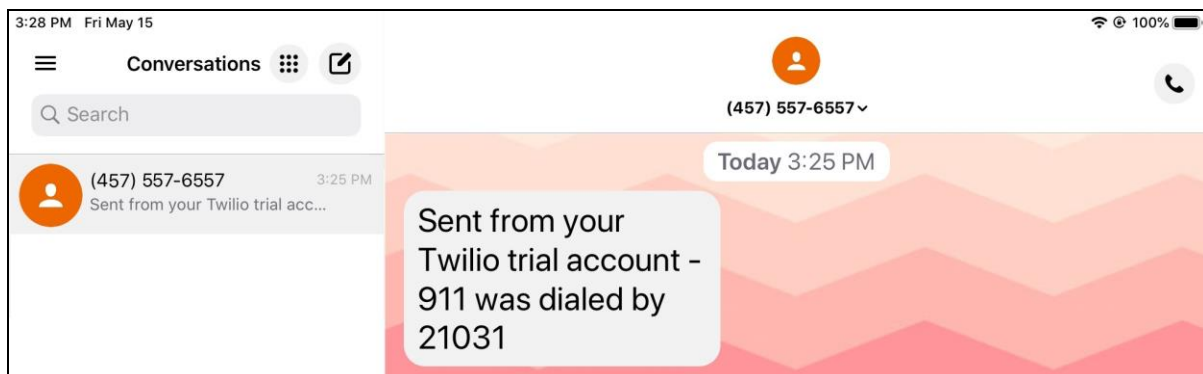 3:28 PM Fri May 15
100%
Conversations
Search
(457) 557-6557 3:25 PM
Sent from your Twilio trial acc...
(457) 557-6557
Today 3:25 PM
Sent from your
Twilio trial account -
911 was dialed by
21031